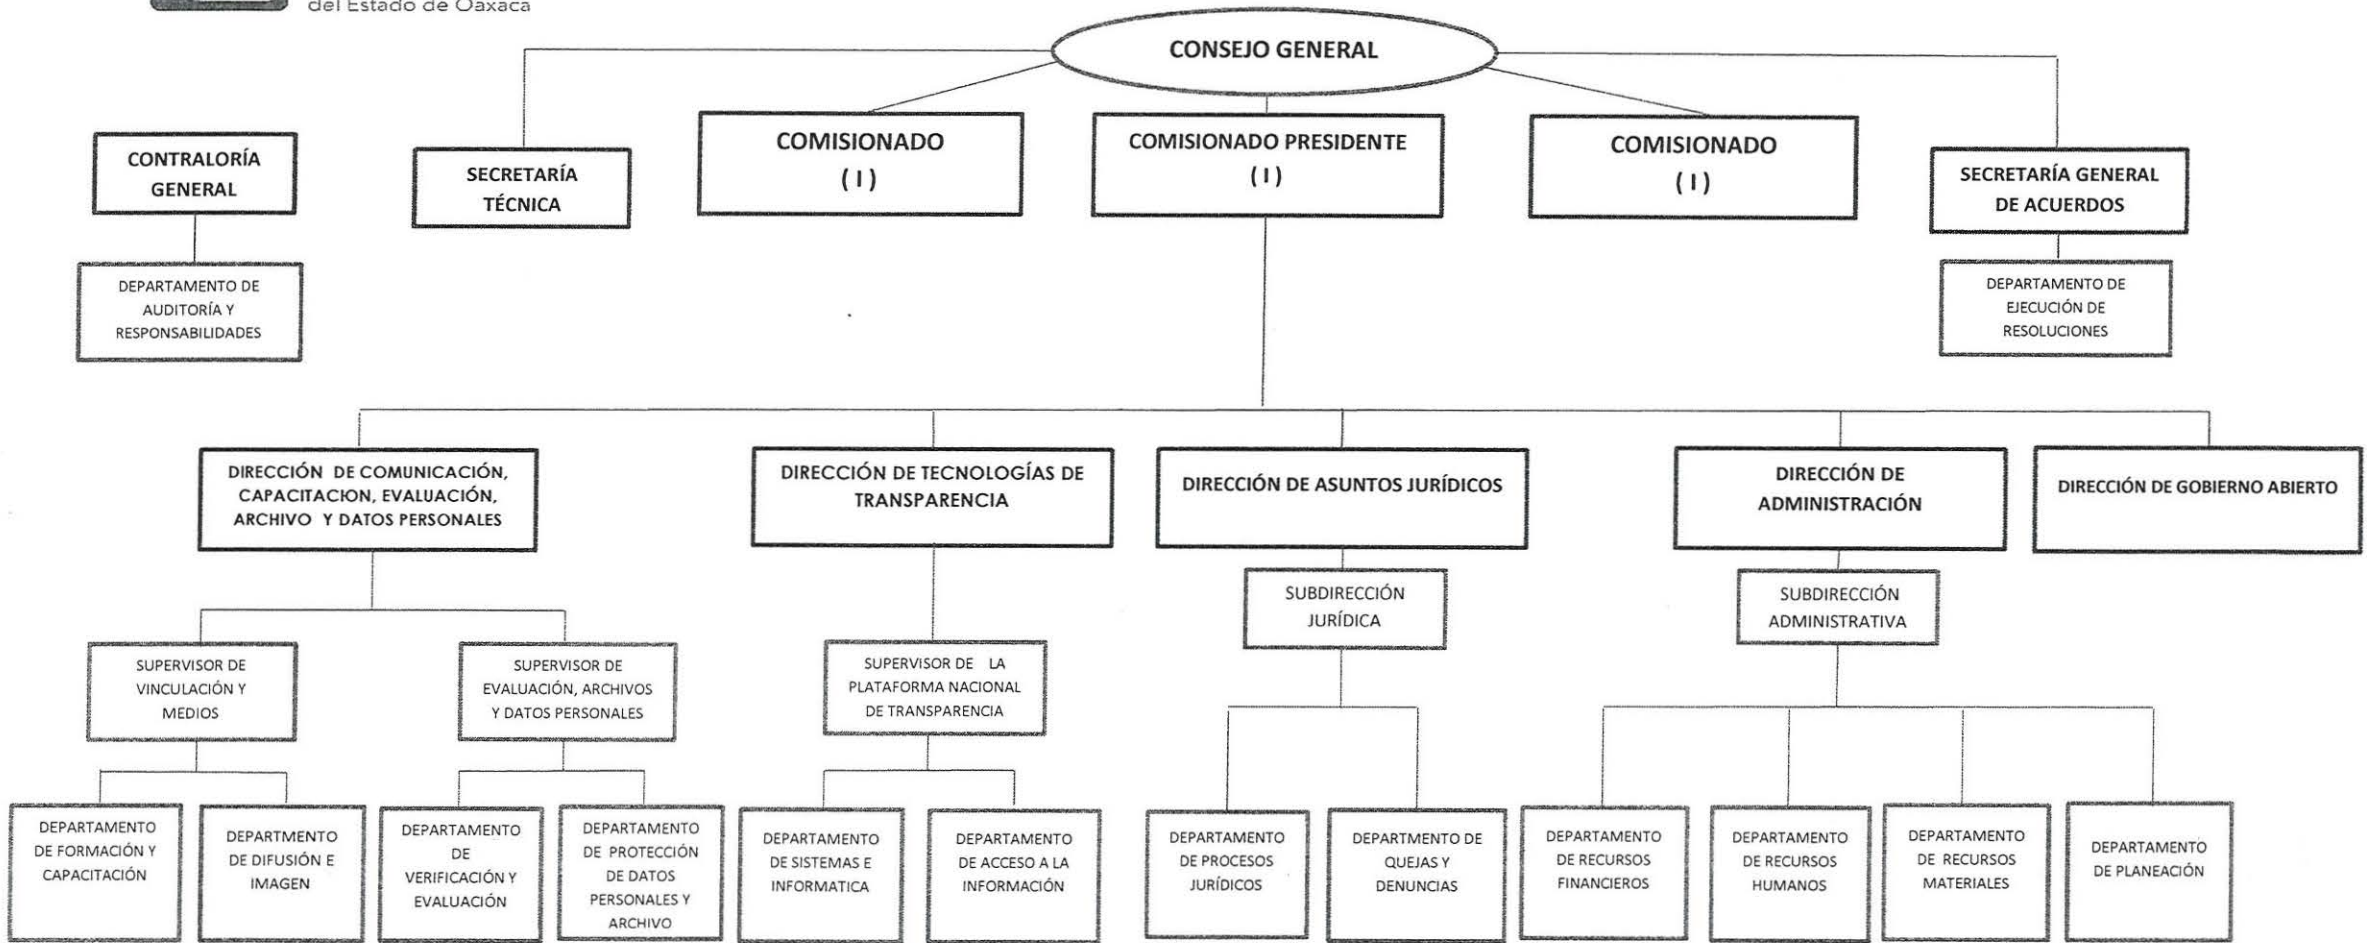 del Estado de Oaxaca
CONSEJO GENERAL
CONTRALORÍA
GENERAL
SECRETARÍA
TÉCNICA
COMISIONADO
( I )
COMISIONADO PRESIDENTE
( I )
COMISIONADO
( I )
SECRETARÍA GENERAL
DE ACUERDOS
DEPARTAMENTO DE
AUDITORÍA Y
RESPONSABILIDADES
DEPARTAMENTO DE
EJECUCIÓN DE
RESOLUCIONES
DIRECCIÓN DE COMUNICACIÓN,
CAPACITACION, EVALUACIÓN,
ARCHIVO Y DATOS PERSONALES
DIRECCIÓN DE TECNOLOGÍAS DE
TRANSPARENCIA
DIRECCIÓN DE ASUNTOS JURÍDICOS
DIRECCIÓN DE
ADMINISTRACIÓN
DIRECCIÓN DE GOBIERNO ABIERTO
SUBDIRECCIÓN
JURÍDICA
SUBDIRECCIÓN
ADMINISTRATIVA
SUPERVISOR DE
VINCULACIÓN Y
MEDIOS
SUPERVISOR DE
EVALUACIÓN, ARCHIVOS
Y DATOS PERSONALES
SUPERVISOR DE LA
PLATAFORMA NACIONAL
DE TRANSPARENCIA
DEPARTAMENTO
DE FORMACIÓN Y
CAPACITACIÓN
DEPARTMENTO
DE DIFUSIÓN E
IMAGEN
DEPARTAMENTO
DE
VERIFICACIÓN Y
EVALUACIÓN
DEPARTAMENTO
DE PROTECCIÓN
DE DATOS
PERSONALES Y
ARCHIVO
DEPARTAMENTO
DE SISTEMAS E
INFORMATICA
DEPARTAMENTO
DE ACCESO A LA
INFORMACIÓN
DEPARTAMENTO
DE PROCESOS
JURÍDICOS
DEPARTMENTO DE
QUEJAS Y
DENUNCIAS
DEPARTAMENTO
DE RECURSOS
FINANCIEROS
DEPARTAMENTO
DE RECURSOS
HUMANOS
DEPARTAMENTO
DE RECURSOS
MATERIALES
DEPARTAMENTO
DE PLANEACIÓN